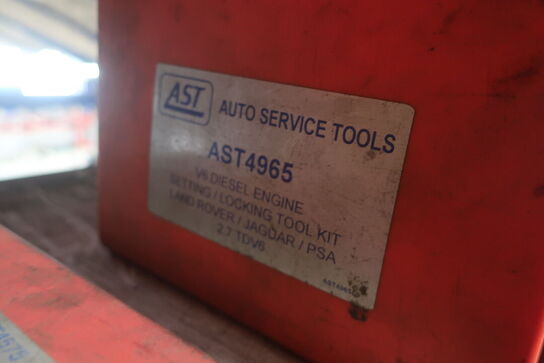 AST
AUTO SERVICE TOOLS
AST4965
V6 DIESEL ENGINE
SETTING / LOCKING TOOL KIT
LAND ROVER / JAGUAR / PSA
2.7 TDV6